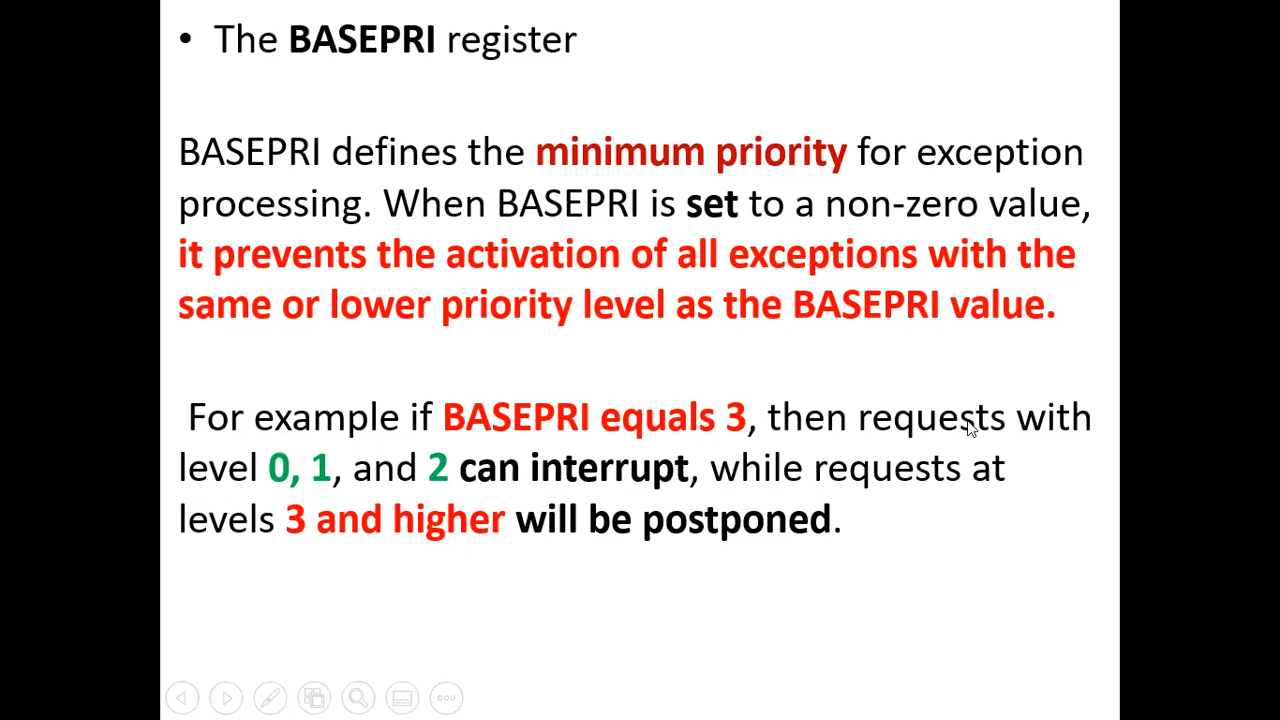 • The BASEPRI register
BASEPRI defines the minimum priority for exception
processing. When BASEPRI is set to a non-zero value,
it prevents the activation of all exceptions with the
same or lower priority level as the BASEPRI value.
For example if BASEPRI equals 3, then requests with
level 0, 1, and 2 can interrupt, while requests at
levels 3 and higher will be postponed.